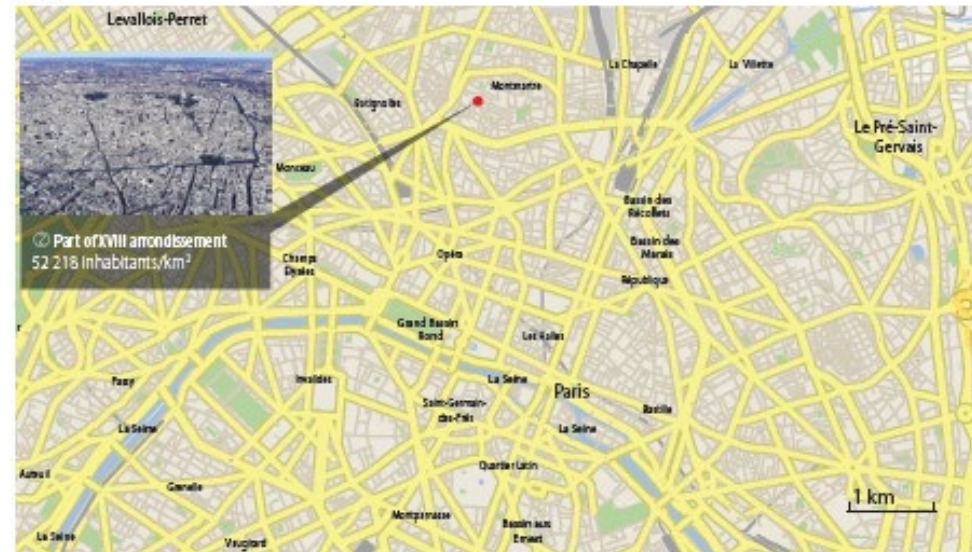 Levallois-Perret
La Chapelle
La Villette
Montmartre
Batignolles
Le Pré-Saint-
Gervais
Monceau
Bassin des
Récollets
② Part of XVIII arrondissement
52 218 inhabitants/km²
Bassin des
Marais
Champs
Elysées
Opéra
République
Grand Bassin
Rond
Les Halles
Passy
Invalides
La Seine
Paris
Saint-Germain-
des-Prés
Bastille
La Seine
La Seine
Auteuil
Quartier Latin
Grenelle
1 km
Montparnasse
Bassin aux
Ernest
La Seine
Vaugirard